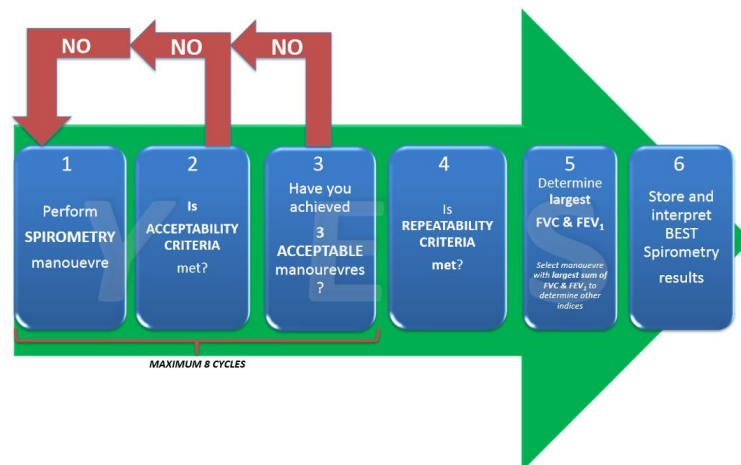 NO NO NO
1
Perform
SPIROMETRY
manouevre
2
Is
ACCEPTABILITY
CRITERIA
met?
3
Have you
achieved
3
ACCEPTABLE
manourevres
?
4
Is
REPEATABILITY
CRITERIA
met?
5
Determine
largest
FVC & FEV₁
Select manouevre
with largest sum of
FVC & FEV₁ to
determine other
indices
6
Store and
interpret
BEST
Spirometry
results
Y E S
MAXIMUM 8 CYCLES